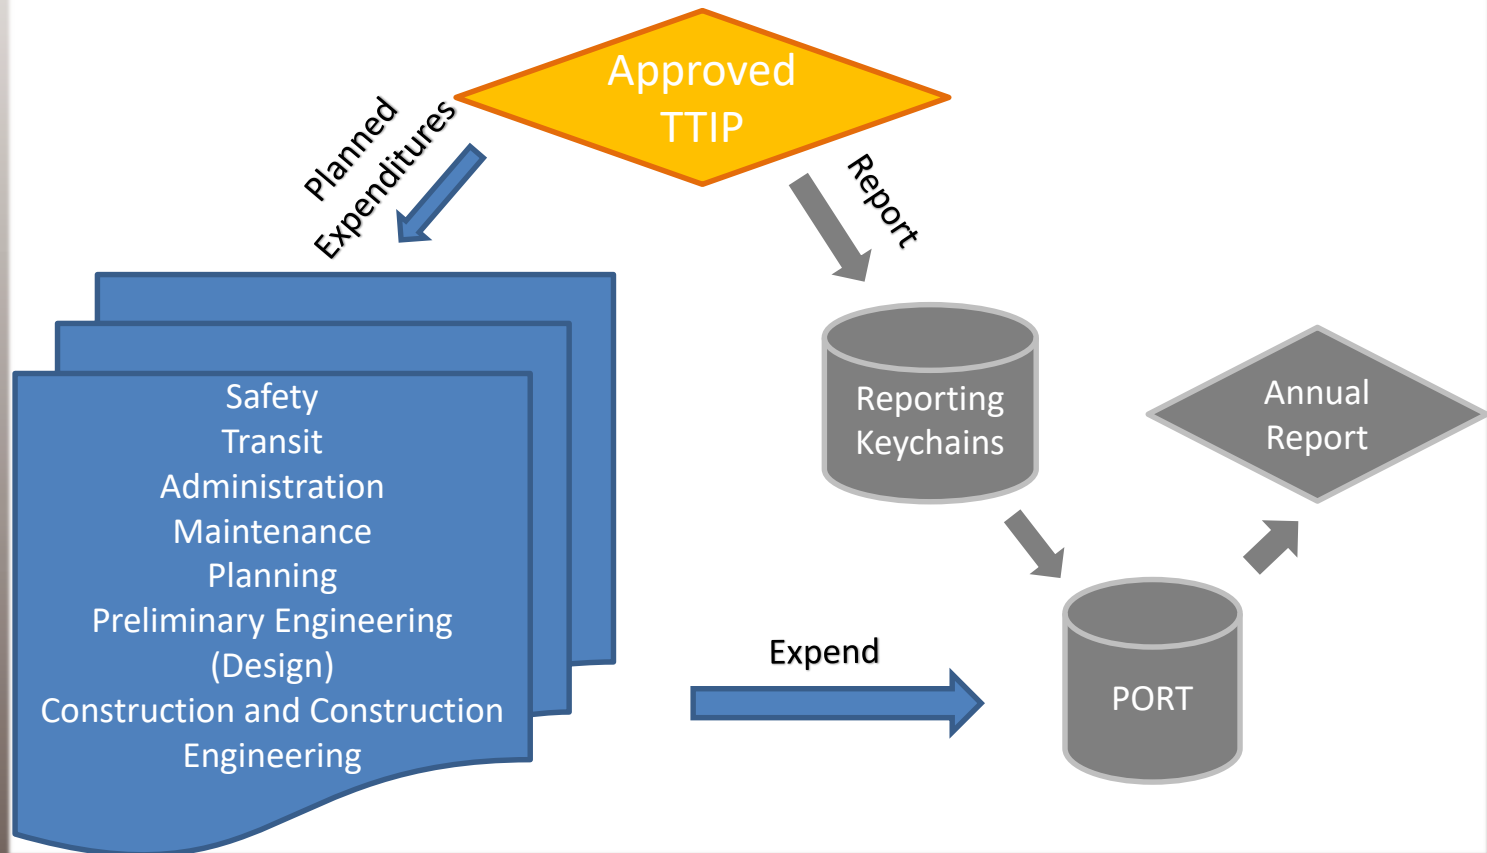 Approved
TTIP
Planned
Expenditures
Report
Safety
Transit
Administration
Maintenance
Planning
Preliminary Engineering
(Design)
Construction and Construction
Engineering
Reporting
Keychains
Annual
Report
Expend
PORT